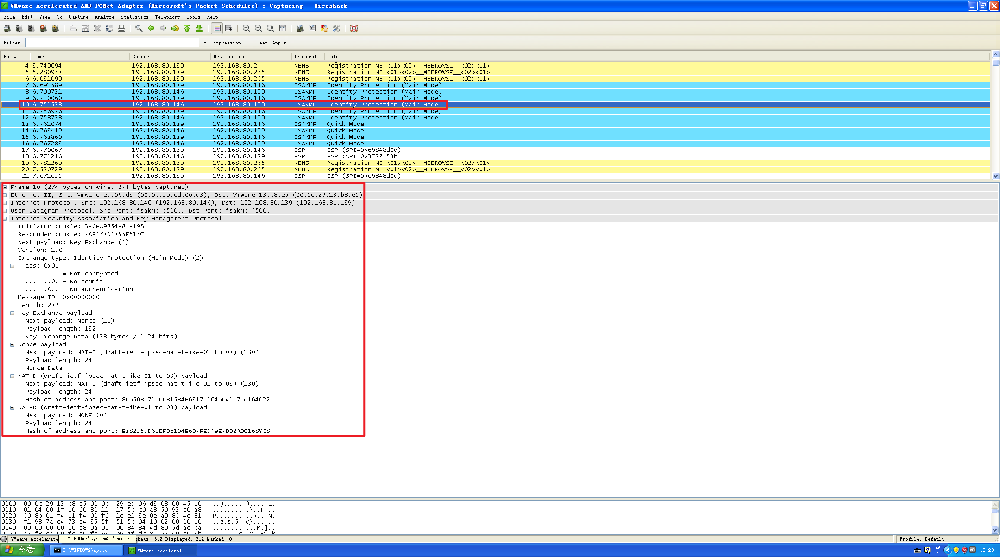 VMware Accelerated AMD PCNet Adapter (Microsoft's Packet Scheduler) : Capturing - Wireshark
File Edit View Go Capture Analyze Statistics Telephony Tools Help
Filter: Expression... Clear Apply
No. Time Source Destination Protocol Info
4 3.749694 192.168.80.139 192.168.80.2 NBNS Registration NB <01><02>__MSBROWSE__<02><01>
5 5.280953 192.168.80.139 192.168.80.255 NBNS Registration NB <01><02>__MSBROWSE__<02><01>
6 6.031099 192.168.80.139 192.168.80.255 NBNS Registration NB <01><02>__MSBROWSE__<02><01>
7 6.691589 192.168.80.139 192.168.80.146 ISAKMP Identity Protection (Main Mode)
8 6.700731 192.168.80.146 192.168.80.139 ISAKMP Identity Protection (Main Mode)
9 6.720060 192.168.80.139 192.168.80.146 ISAKMP Identity Protection (Main Mode)
10 6.751538 192.168.80.146 192.168.80.139 ISAKMP Identity Protection (Main Mode)
11 6.756976 192.168.80.139 192.168.80.146 ISAKMP Identity Protection (Main Mode)
12 6.758738 192.168.80.146 192.168.80.139 ISAKMP Identity Protection (Main Mode)
13 6.761074 192.168.80.139 192.168.80.146 ISAKMP Quick Mode
14 6.763419 192.168.80.146 192.168.80.139 ISAKMP Quick Mode
15 6.763860 192.168.80.139 192.168.80.146 ISAKMP Quick Mode
16 6.767283 192.168.80.146 192.168.80.139 ISAKMP Quick Mode
17 6.770067 192.168.80.139 192.168.80.146 ESP ESP (SPI=0x69848d0d)
18 6.771216 192.168.80.146 192.168.80.139 ESP ESP (SPI=0x3737453b)
19 6.781269 192.168.80.139 192.168.80.255 NBNS Registration NB <01><02>__MSBROWSE__<02><01>
20 7.530729 192.168.80.139 192.168.80.255 NBNS Registration NB <01><02>__MSBROWSE__<02><01>
21 7.671625 192.168.80.139 192.168.80.146 ESP ESP (SPI=0x69848d0d)
Frame 10 (274 bytes on wire, 274 bytes captured)
Ethernet II, Src: Vmware_ed:06:d3 (00:0c:29:ed:06:d3), Dst: Vmware_13:b8:e5 (00:0c:29:13:b8:e5)
Internet Protocol, Src: 192.168.80.146 (192.168.80.146), Dst: 192.168.80.139 (192.168.80.139)
User Datagram Protocol, Src Port: isakmp (500), Dst Port: isakmp (500)
Internet Security Association and Key Management Protocol
Initiator cookie: 3E0EA9854E81F198
Responder cookie: 7AE473D4355F515C
Next payload: Key Exchange (4)
Version: 1.0
Exchange type: Identity Protection (Main Mode) (2)
Flags: 0x00
.... ...0 = Not encrypted
.... ..0. = No commit
.... .0.. = No authentication
Message ID: 0x00000000
Length: 232
Key Exchange payload
Next payload: Nonce (10)
Payload length: 132
Key Exchange Data (128 bytes / 1024 bits)
Nonce payload
Next payload: NAT-D (draft-ietf-ipsec-nat-t-ike-01 to 03) (130)
Payload length: 24
Nonce Data
NAT-D (draft-ietf-ipsec-nat-t-ike-01 to 03) payload
Next payload: NAT-D (draft-ietf-ipsec-nat-t-ike-01 to 03) (130)
Payload length: 24
Hash of address and port: 8ED50BE71DFFB15B4B6317F164DF41E7FC164022
NAT-D (draft-ietf-ipsec-nat-t-ike-01 to 03) payload
Next payload: NONE (0)
Payload length: 24
Hash of address and port: E382357D62BFD6104E6B7FED49E7BD2ADC1689C8
0000 00 0c 29 13 b8 e5 00 0c 29 ed 06 d3 08 00 45 00 ..)..... ).....E.
0010 01 04 00 1f 00 00 80 11 17 5c c0 a8 50 92 c0 a8 ........ .\..P...
0020 50 8b 01 f4 01 f4 00 f0 1e e1 3e 0e a9 85 4e 81 P....... ..>...N.
0030 f1 98 7a e4 73 d4 35 5f 51 5c 04 10 02 00 00 00 ..z.s.5_ Q\......
0040 00 00 00 00 00 e8 0a 00 00 84 84 4d 80 5d ae ba ........ ...M.]..
VMware Accelerate C:\WINDOWS\system32\cmd.exe kets: 312 Displayed: 312 Marked: 0 Profile: Default
开始 C:\WINDOWS\syste... VMware Accelerat... 15:23